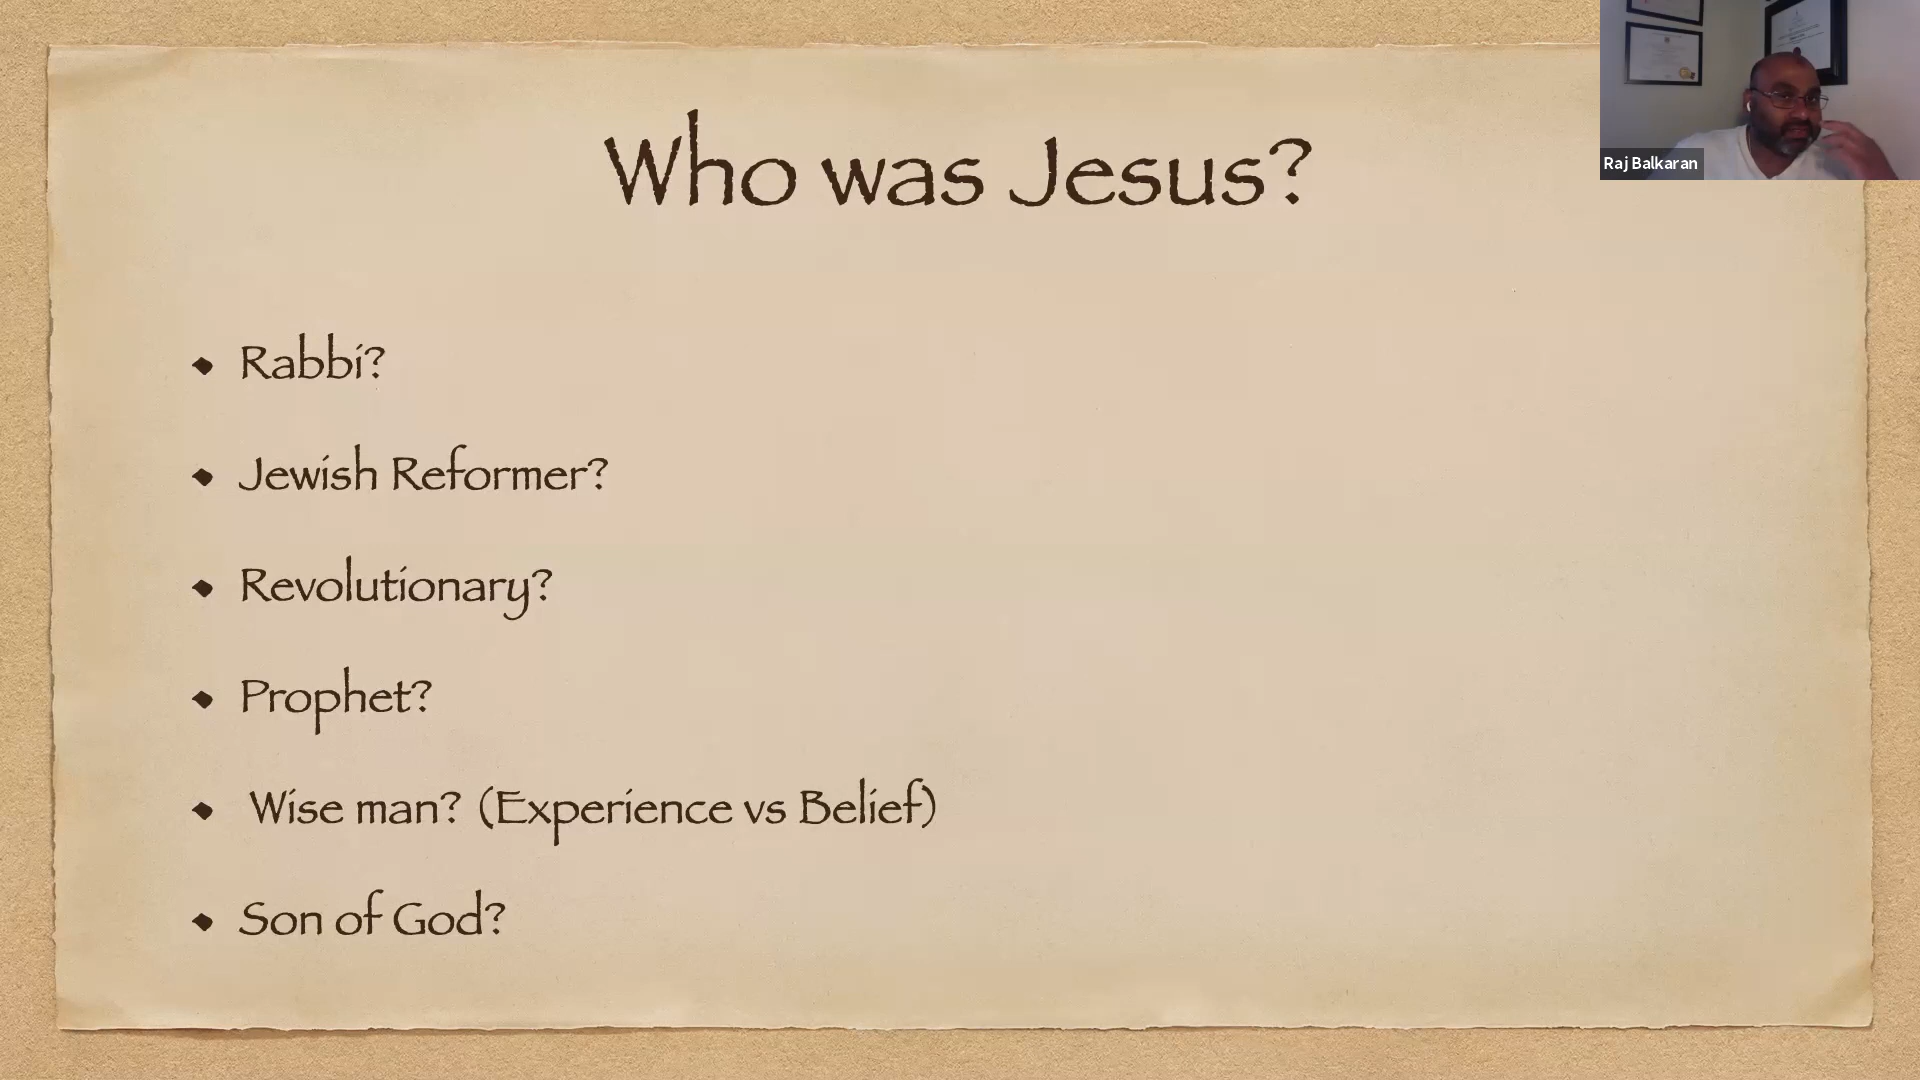 Who was Jesus?
Raj Balkaran
Rabbi?
Jewish Reformer?
Revolutionary?
Prophet?
Wise man? (Experience vs Belief)
Son of God?